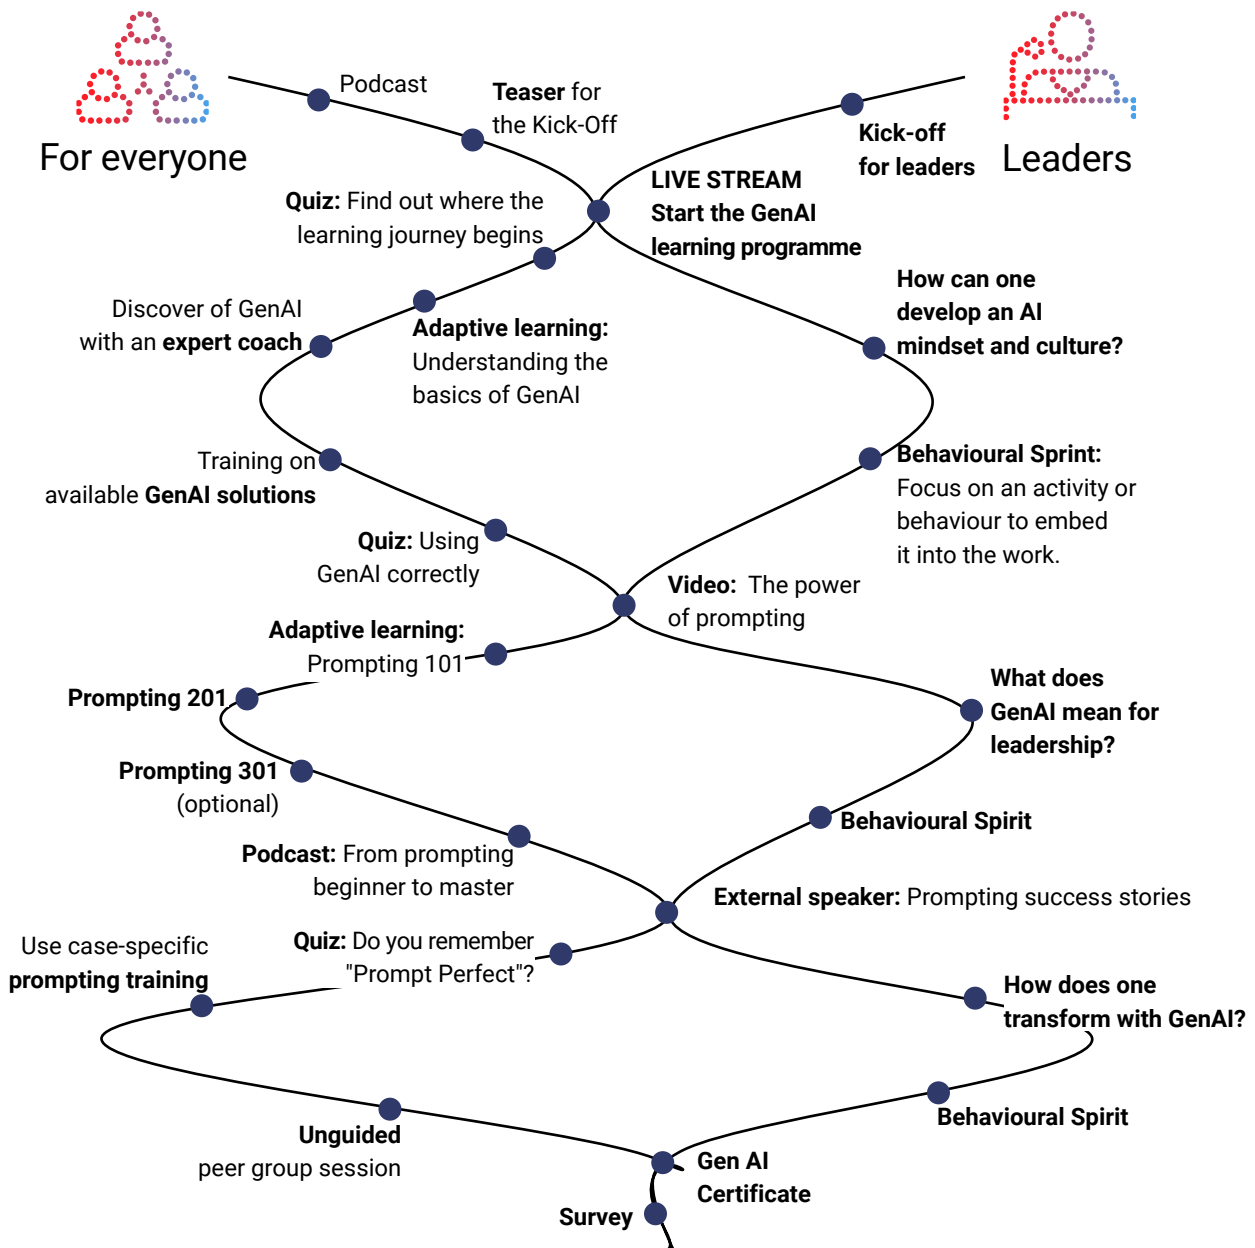 For everyone
Podcast
Teaser for
the Kick-Off
Kick-off
for leaders
Leaders
LIVE STREAM
Start the GenAI
learning programme
Quiz: Find out where the
learning journey begins
Adaptive learning:
Understanding the
basics of GenAI
Discover of GenAI
with an expert coach
How can one
develop an AI
mindset and culture?
Training on
available GenAI solutions
Behavioural Sprint:
Focus on an activity or
behaviour to embed
it into the work.
Quiz: Using
GenAI correctly
Video: The power
of prompting
Adaptive learning:
Prompting 101
Prompting 201
What does
GenAI mean for
leadership?
Prompting 301
(optional)
Behavioural Spirit
Podcast: From prompting
beginner to master
External speaker: Prompting success stories
Quiz: Do you remember
"Prompt Perfect"?
Use case-specific
prompting training
How does one
transform with GenAI?
Behavioural Spirit
Unguided
peer group session
Gen AI
Certificate
Survey